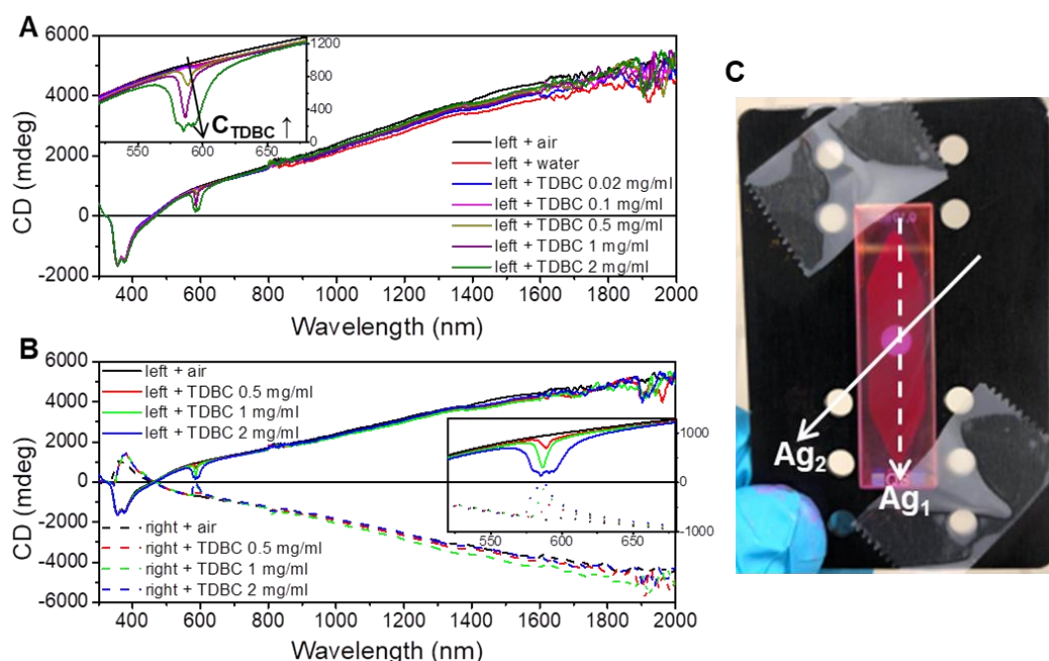 A
6000
4000
2000
0
-2000
CD (mdeg)
1200
800
400
0
550 600 650
C_TDBC ↑
left + air
left + water
left + TDBC 0.02 mg/ml
left + TDBC 0.1 mg/ml
left + TDBC 0.5 mg/ml
left + TDBC 1 mg/ml
left + TDBC 2 mg/ml
400 600 800 1000 1200 1400 1600 1800 2000
Wavelength (nm)
B
6000
4000
2000
0
-2000
-4000
-6000
CD (mdeg)
left + air
left + TDBC 0.5 mg/ml
left + TDBC 1 mg/ml
left + TDBC 2 mg/ml
1000
0
-1000
550 600 650
right + air
right + TDBC 0.5 mg/ml
right + TDBC 1 mg/ml
right + TDBC 2 mg/ml
400 600 800 1000 1200 1400 1600 1800 2000
Wavelength (nm)
C
Ag2
Ag1